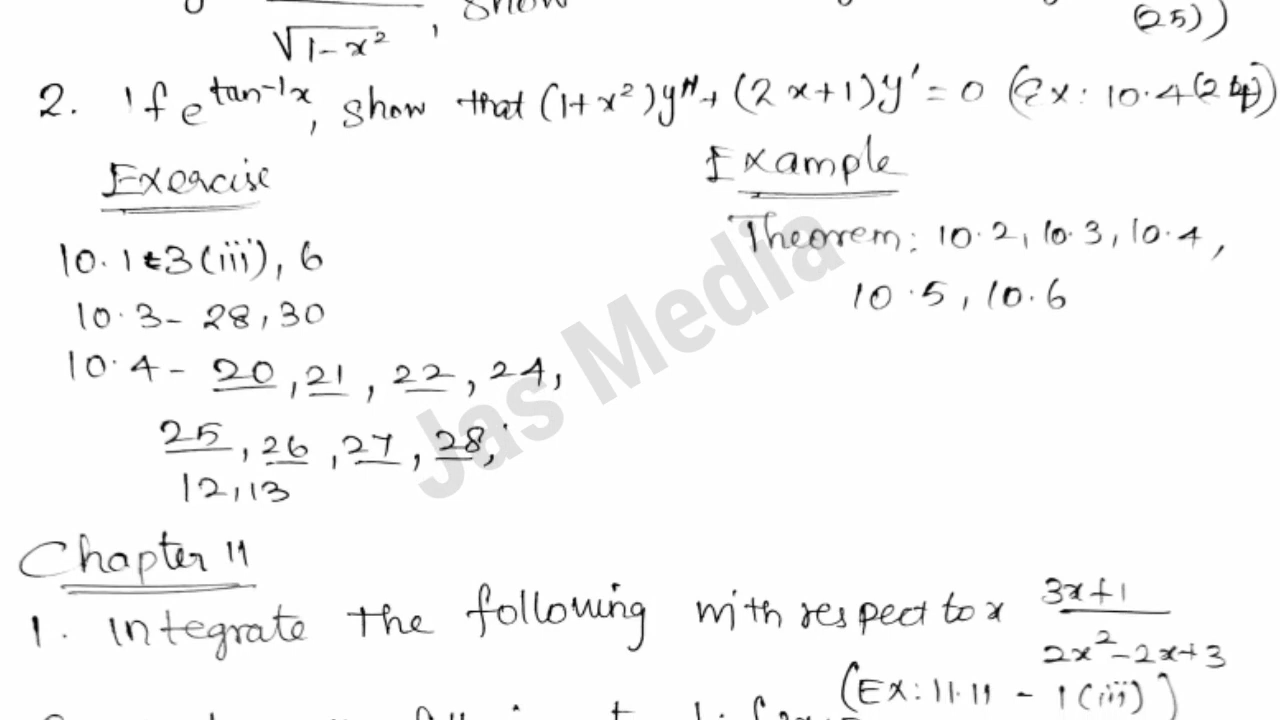 √1-x² , show
(25))
2. If e^tan-1x, show that (1+x²)y"+(2x+1)y' = 0 (Ex: 10.4(24))
Exercise
10.1 3(iii), 6
10.3- 28, 30
10.4- 20, 21, 22, 24,
25, 26, 27, 28,
12, 13
Example
Theorem: 10.2, 10.3, 10.4,
10.5, 10.6
Jas Media
Chapter 11
1. Integrate the following with respect to x 3x+1 / 2x²-2x+3
(Ex: 11.11 - 1(iii))